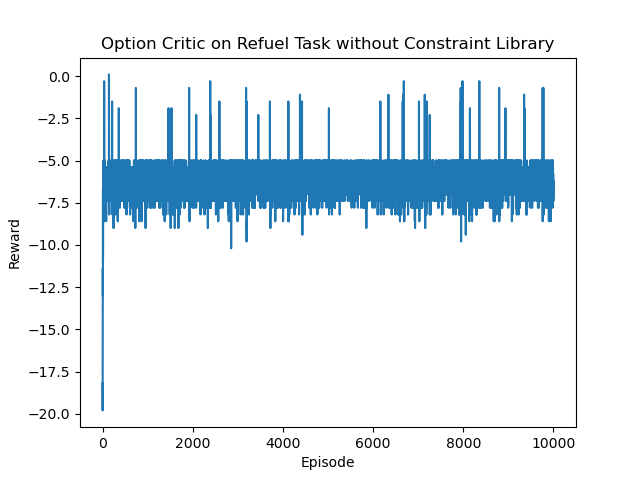 Option Critic on Refuel Task without Constraint Library
0.0
−2.5
−5.0
−7.5
−10.0
−12.5
−15.0
−17.5
−20.0
Reward
0 2000 4000 6000 8000 10000
Episode